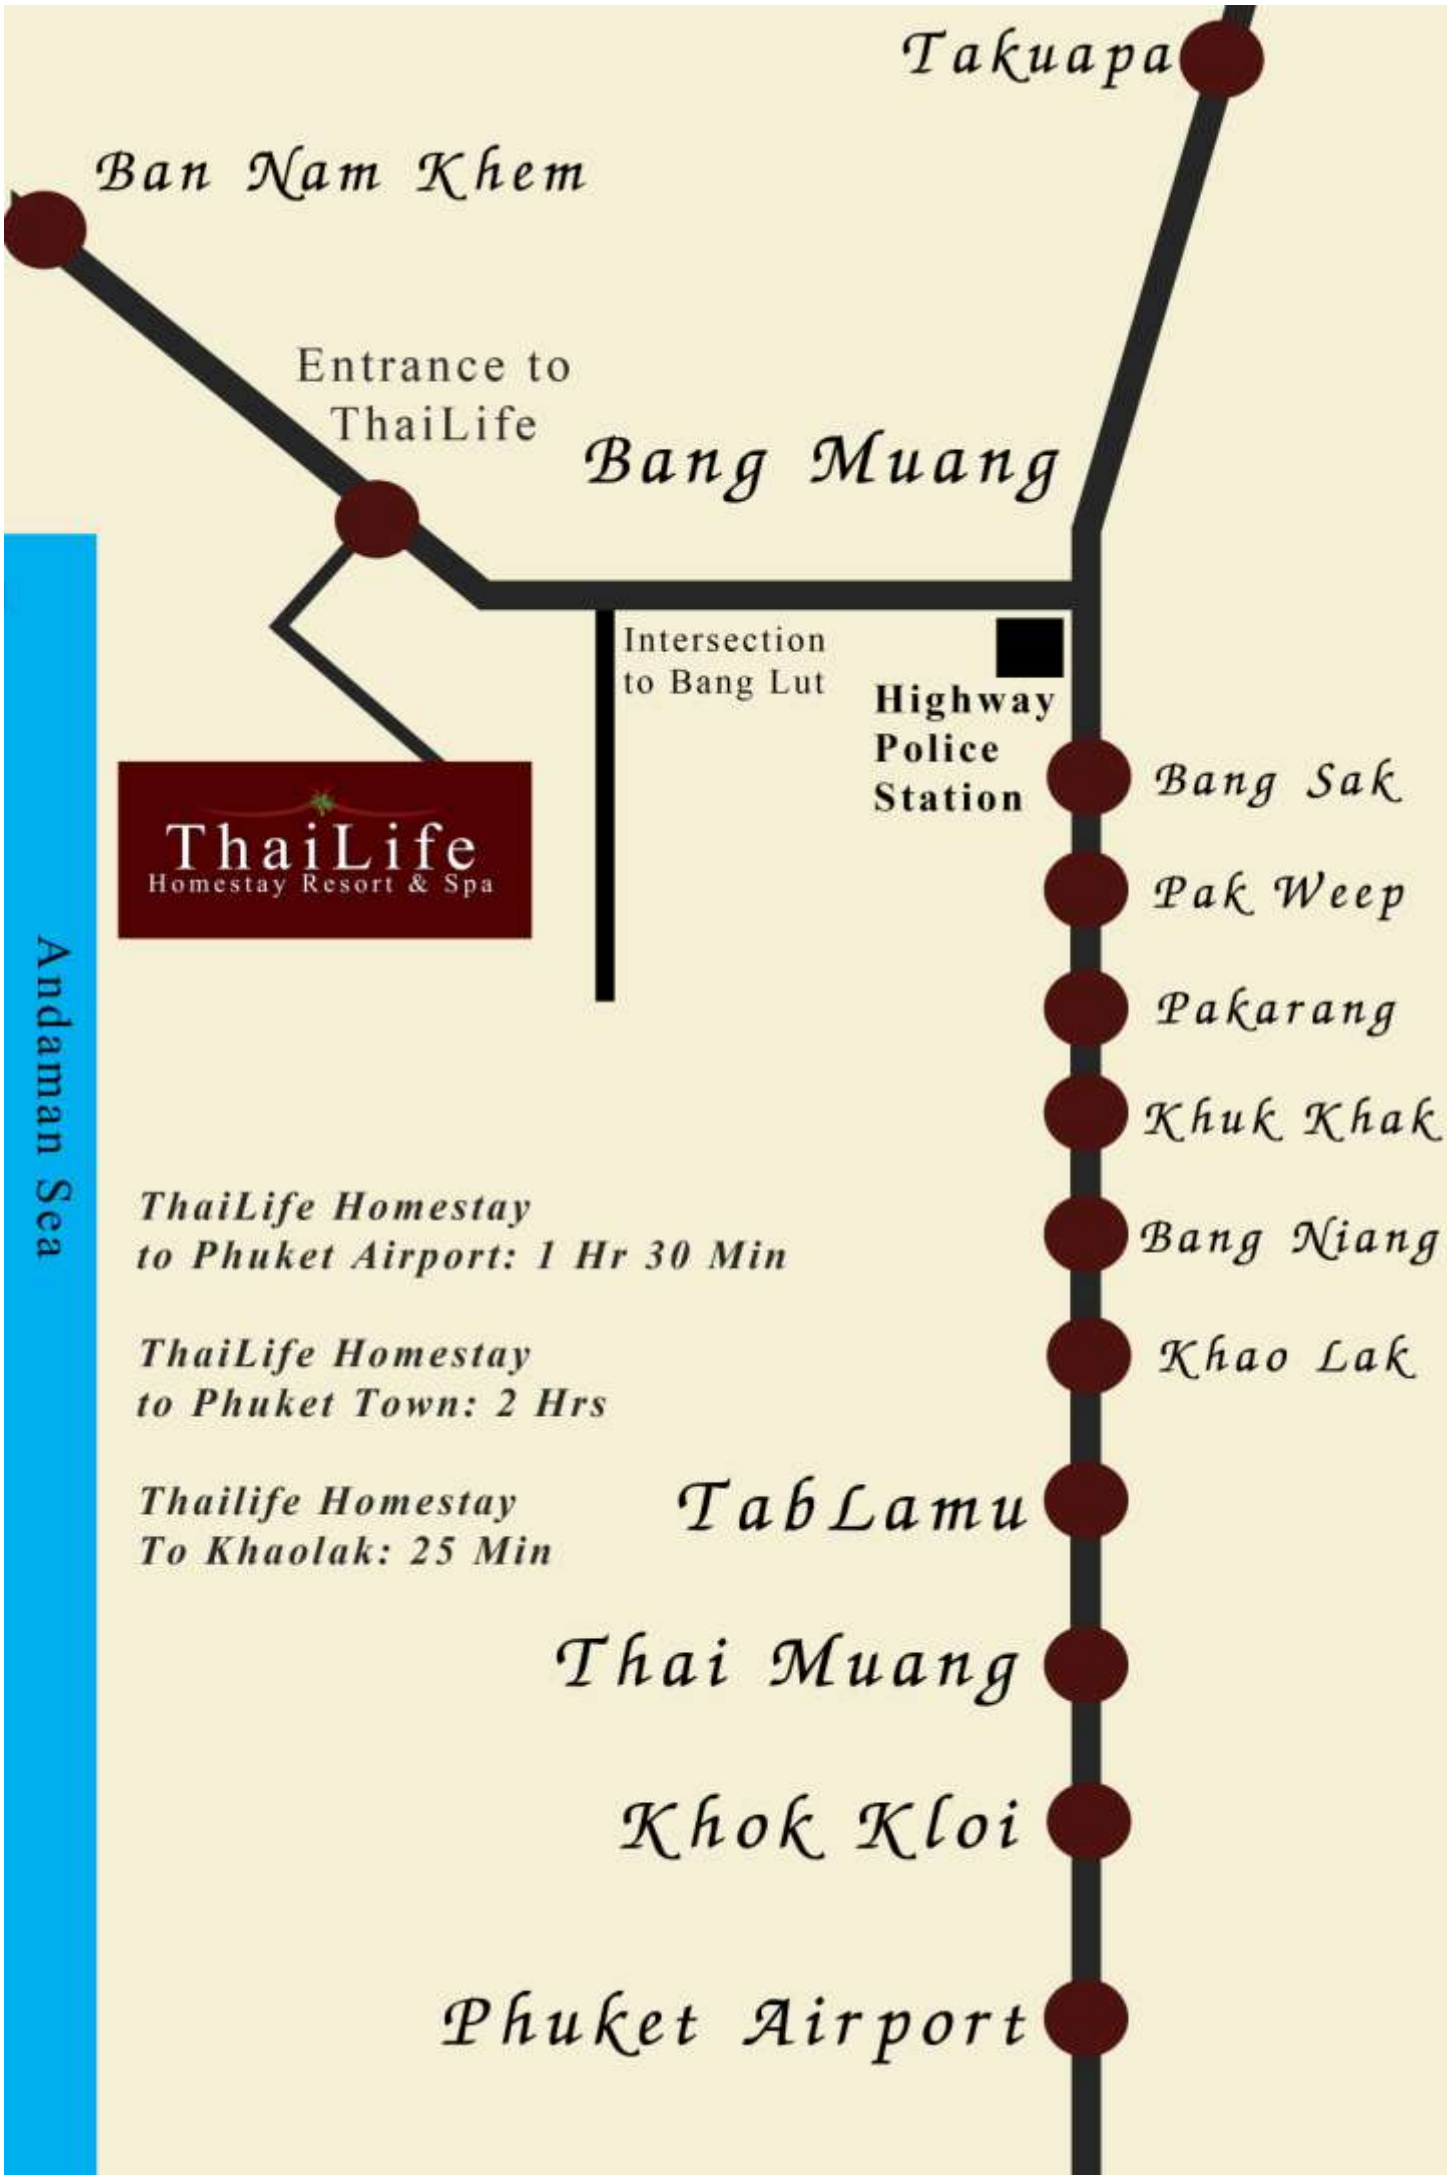 Takuapa
Ban Nam Khem
Entrance to
ThaiLife
Bang Muang
Intersection
to Bang Lut
Highway
Police
Station
Bang Sak
ThaiLife
Homestay Resort & Spa
Pak Weep
Andaman Sea
Pakarang
Khuk Khak
ThaiLife Homestay
to Phuket Airport: 1 Hr 30 Min
Bang Niang
ThaiLife Homestay
to Phuket Town: 2 Hrs
Khao Lak
Thailife Homestay
To Khaolak: 25 Min
TabLamu
Thai Muang
Khok Kloi
Phuket Airport